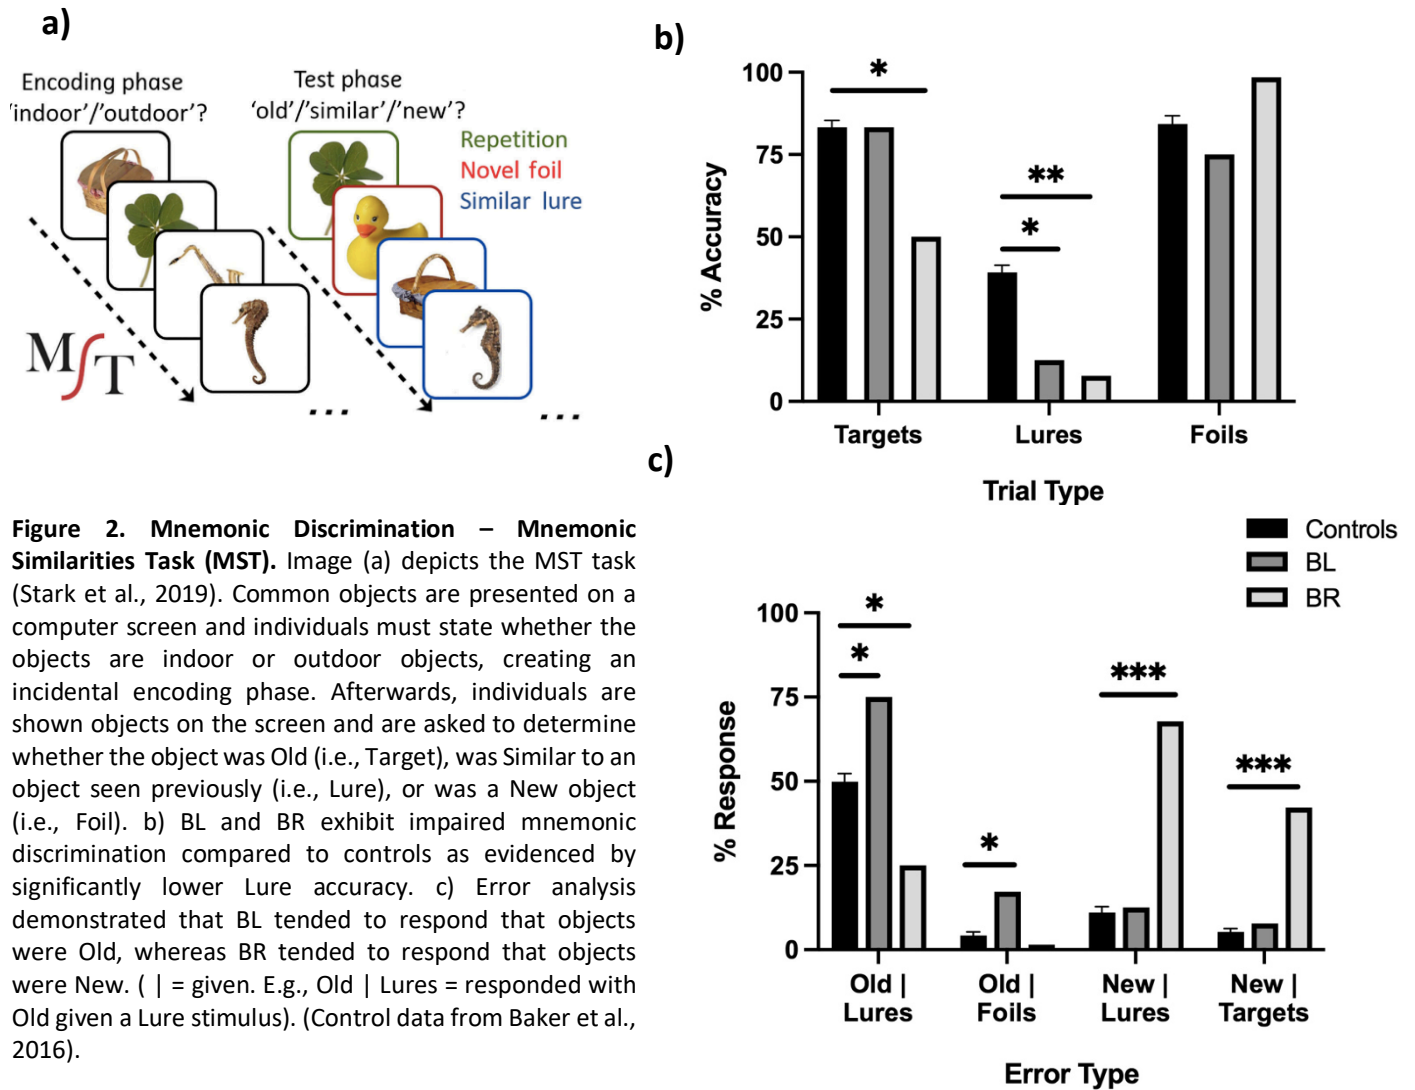 a)
Encoding phase
'indoor'/'outdoor'?
Test phase
'old'/'similar'/'new'?
Repetition
Novel foil
Similar lure
MST
...
...
b)
100
75
50
25
0
% Accuracy
*
**
*
Targets
Lures
Foils
Trial Type
c)
Controls
BL
BR
100
75
50
25
0
% Response
*
*
*
***
***
Old |
Lures
Old |
Foils
New |
Lures
New |
Targets
Error Type
Figure 2. Mnemonic Discrimination – Mnemonic
Similarities Task (MST). Image (a) depicts the MST task
(Stark et al., 2019). Common objects are presented on a
computer screen and individuals must state whether the
objects are indoor or outdoor objects, creating an
incidental encoding phase. Afterwards, individuals are
shown objects on the screen and are asked to determine
whether the object was Old (i.e., Target), was Similar to an
object seen previously (i.e., Lure), or was a New object
(i.e., Foil). b) BL and BR exhibit impaired mnemonic
discrimination compared to controls as evidenced by
significantly lower Lure accuracy. c) Error analysis
demonstrated that BL tended to respond that objects
were Old, whereas BR tended to respond that objects
were New. ( | = given. E.g., Old | Lures = responded with
Old given a Lure stimulus). (Control data from Baker et al.,
2016).